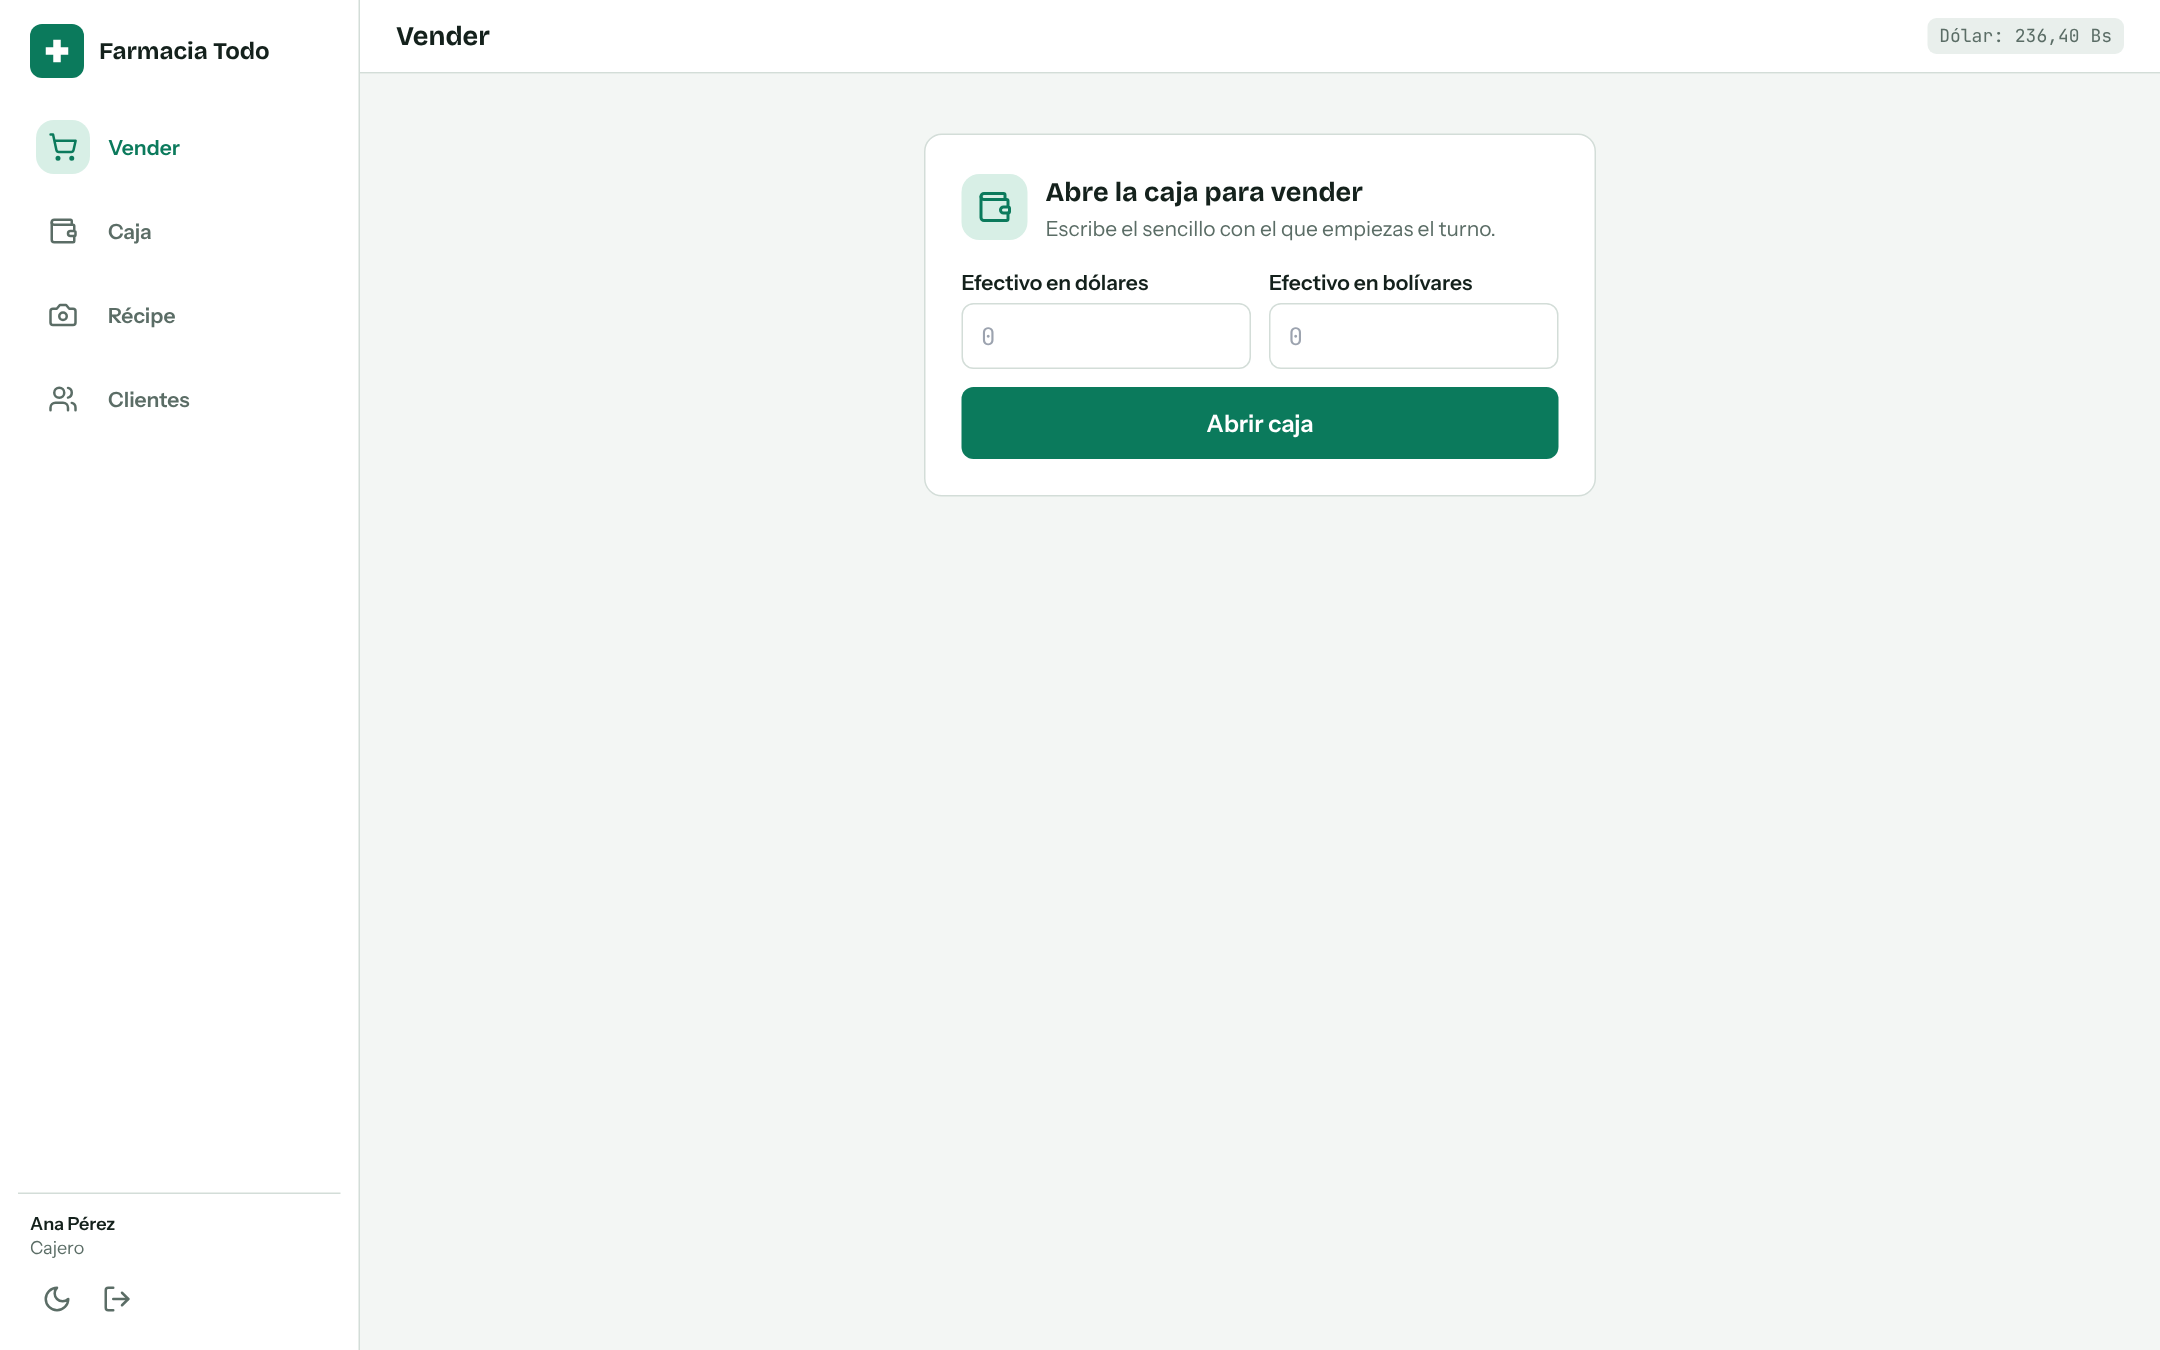 Farmacia Todo
Vender
Caja
Récipe
Clientes
Ana Pérez
Cajero
Vender
Dólar: 236,40 Bs
Abre la caja para vender
Escribe el sencillo con el que empiezas el turno.
Efectivo en dólares
Efectivo en bolívares
0
0
Abrir caja